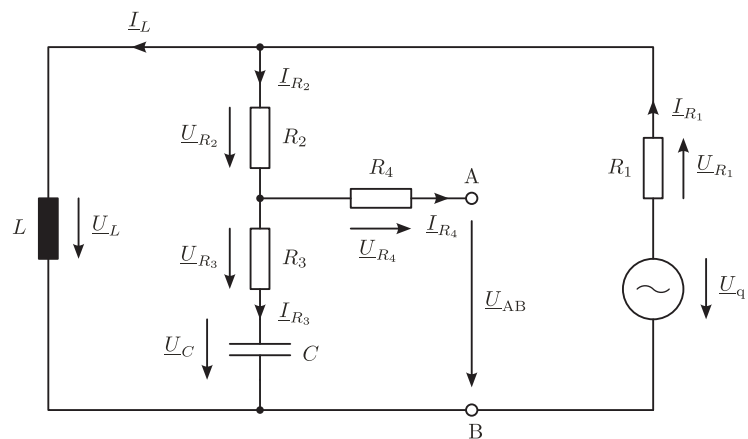 I_L
I_R2
I_R1
U_R2
R2
R4
A
R1
U_R1
L
U_L
I_R4
U_R3
R3
U_R4
U_q
I_R3
U_AB
U_C
C
B